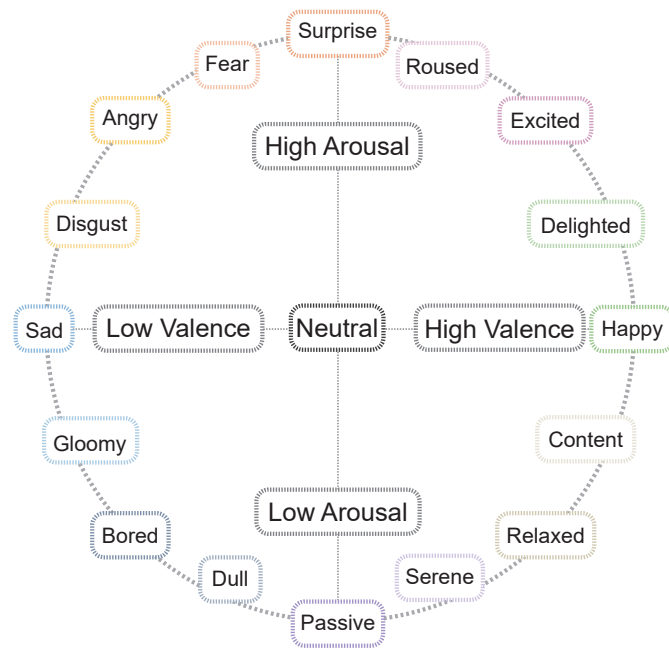 Surprise
Fear
Roused
Angry
Excited
High Arousal
Disgust
Delighted
Sad
Low Valence
Neutral
High Valence
Happy
Gloomy
Content
Low Arousal
Bored
Relaxed
Dull
Serene
Passive